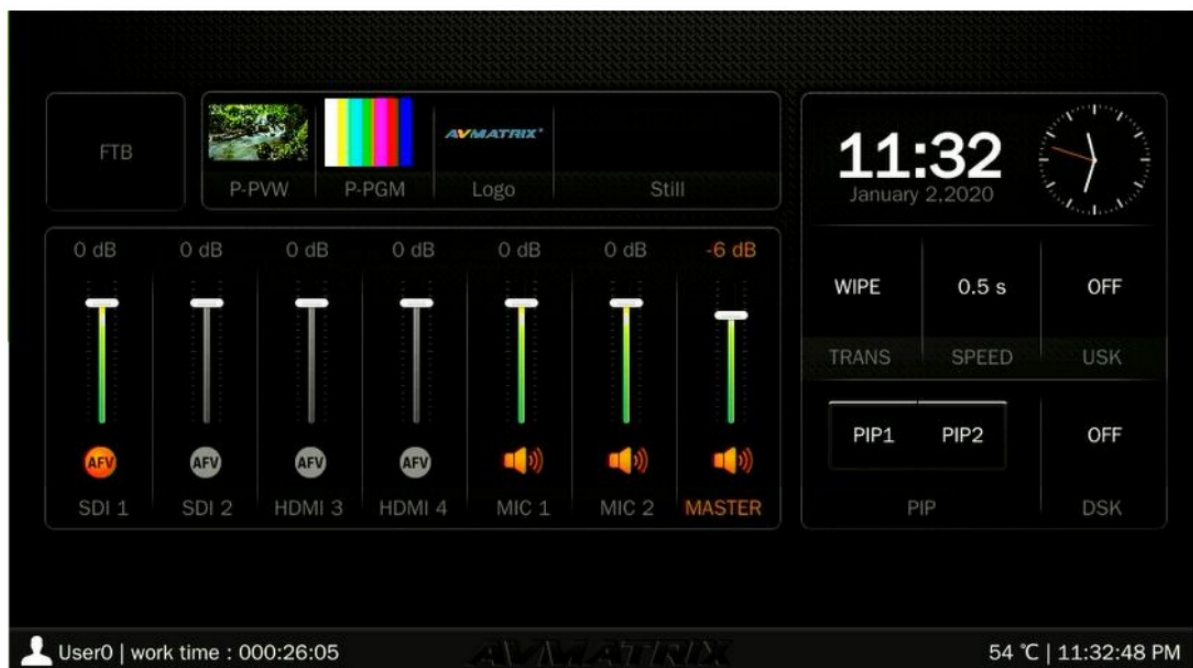 FTB
AVMATRIX
P-PVW P-PGM Logo Still
11:32
January 2,2020
0 dB 0 dB 0 dB 0 dB 0 dB 0 dB -6 dB
AFV AFV AFV AFV
SDI 1 SDI 2 HDMI 3 HDMI 4 MIC 1 MIC 2 MASTER
WIPE 0.5 s OFF
TRANS SPEED USK
PIP1 PIP2 OFF
PIP DSK
User0 | work time : 000:26:05
AVMATRIX
54 ℃ | 11:32:48 PM